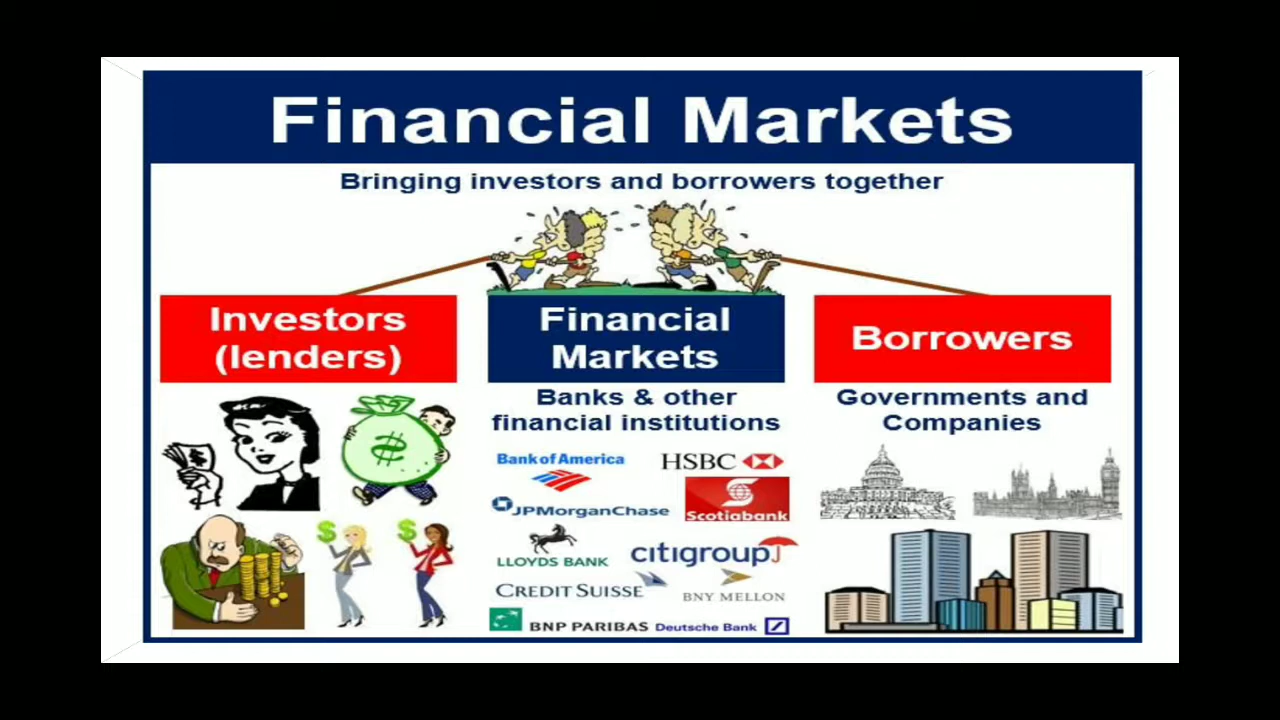 Financial Markets
Bringing investors and borrowers together
Investors
(lenders)
Financial
Markets
Borrowers
Banks & other
financial institutions
Governments and
Companies
Bank of America
HSBC
JPMorganChase
Scotiabank
LLOYDS BANK
citigroup
CREDIT SUISSE
BNY MELLON
BNP PARIBAS
Deutsche Bank